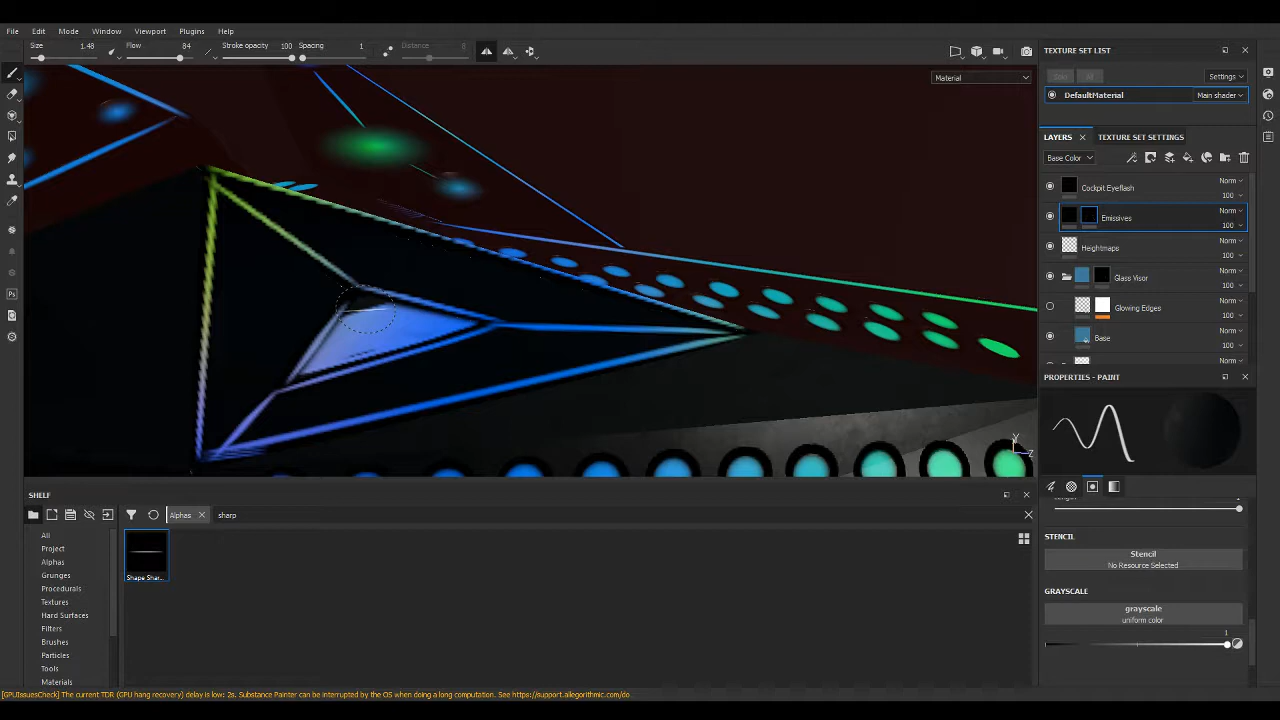 File Edit Mode Window Viewport Plugins Help
Size 1.48 Flow 84 Stroke opacity 100 Spacing 1 Distance 8
Material
TEXTURE SET LIST
Solo All Settings
DefaultMaterial Main shader
LAYERS TEXTURE SET SETTINGS
Base Color
Cockpit Eyeflash Norm 100
Emissives Norm 100
Heightmaps Norm 100
Glass Visor Norm 100
Glowing Edges Norm 100
Base Norm 100
Norm
PROPERTIES - PAINT
Y
Z
STENCIL
Stencil
No Resource Selected
GRAYSCALE
grayscale
uniform color
1
SHELF
Alphas sharp
All
Project
Alphas
Grunges
Procedurals
Textures
Hard Surfaces
Filters
Brushes
Particles
Tools
Materials
Shape Shar...
Ps
[GPUIssuesCheck] The current TDR (GPU hang recovery) delay is low: 2s. Substance Painter can be interrupted by the OS when doing a long computation. See https://support.allegorithmic.com/do